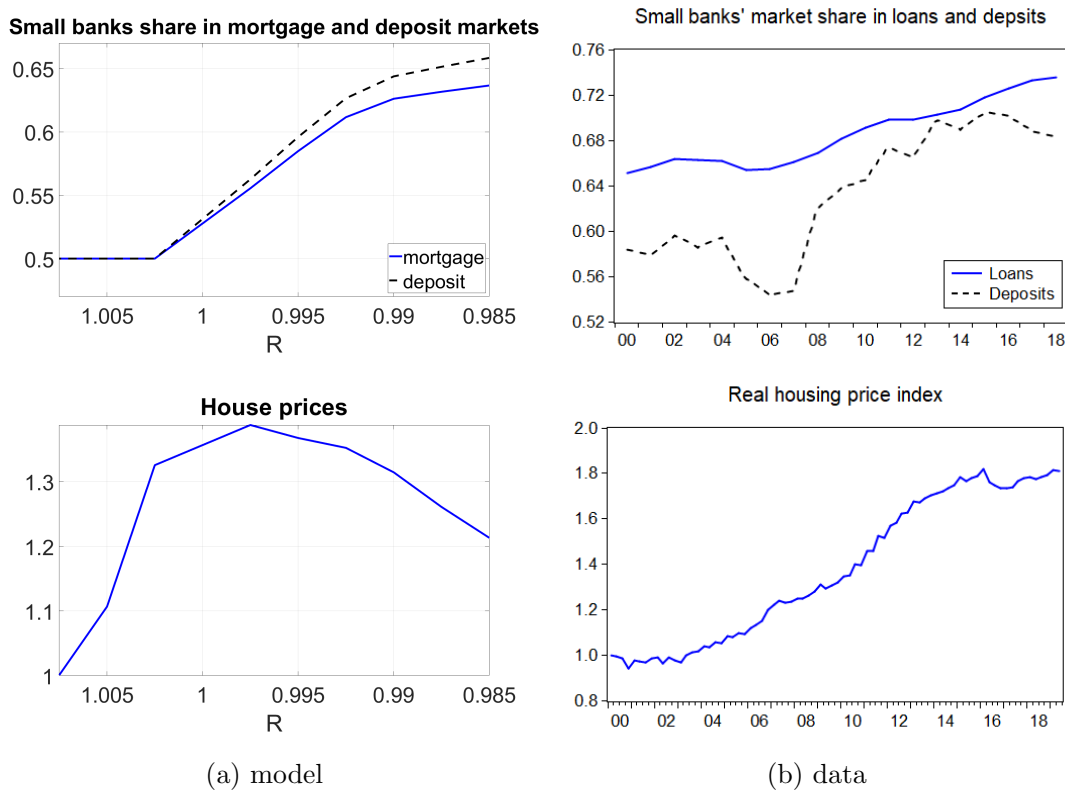 Small banks share in mortgage and deposit markets
0.65
0.6
0.55
0.5
mortgage
deposit
1.005 1 0.995 0.99 0.985
R
Small banks' market share in loans and depsits
0.76
0.72
0.68
0.64
0.60
0.56
0.52
Loans
Deposits
00 02 04 06 08 10 12 14 16 18
House prices
1.3
1.2
1.1
1
1.005 1 0.995 0.99 0.985
R
Real housing price index
2.0
1.8
1.6
1.4
1.2
1.0
0.8
00 02 04 06 08 10 12 14 16 18
(a) model
(b) data